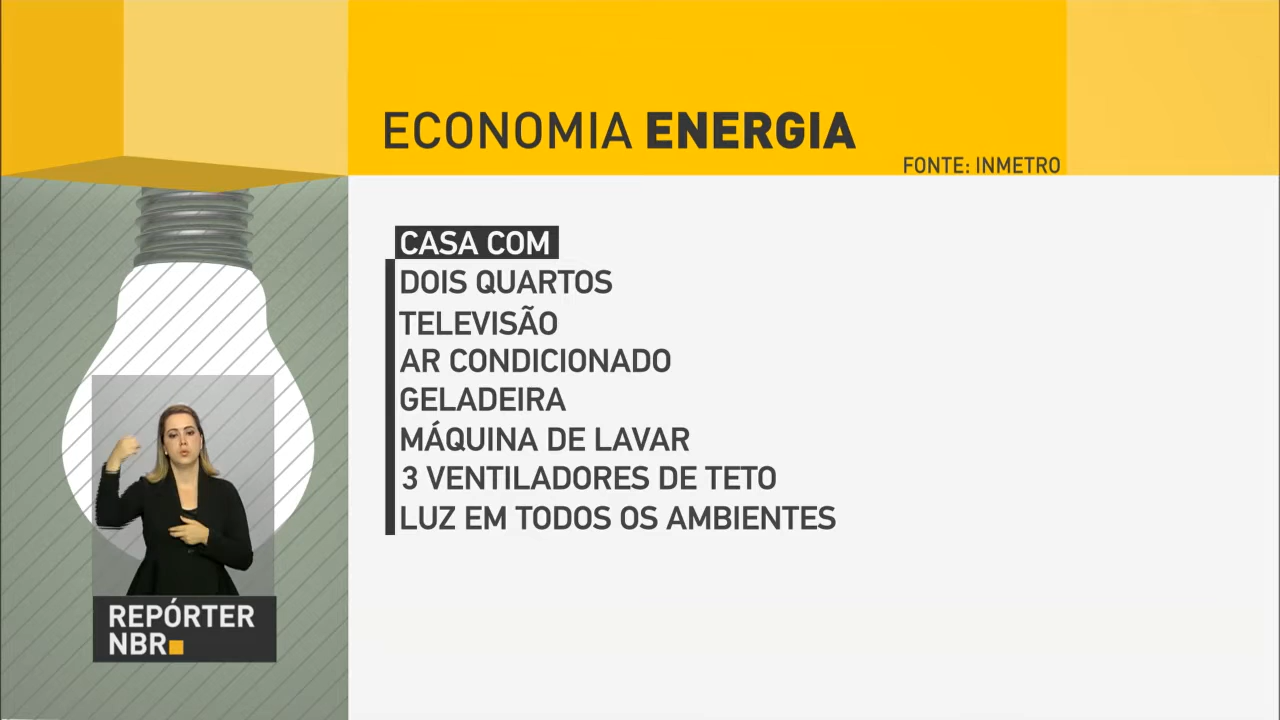 ECONOMIA ENERGIA
FONTE: INMETRO
CASA COM
DOIS QUARTOS
TELEVISÃO
AR CONDICIONADO
GELADEIRA
MÁQUINA DE LAVAR
3 VENTILADORES DE TETO
LUZ EM TODOS OS AMBIENTES
REPÓRTER
NBR